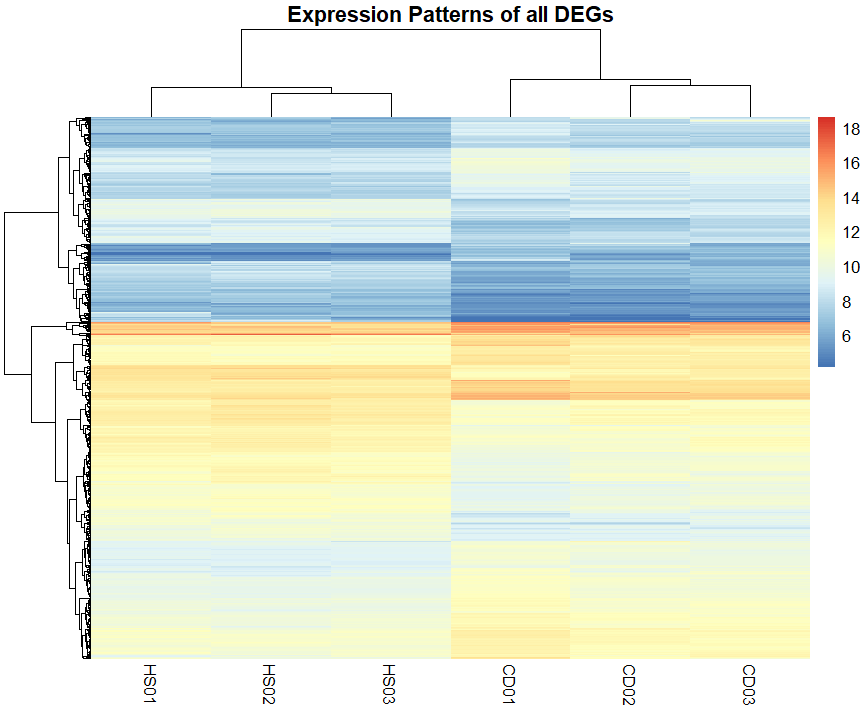 Expression Patterns of all DEGs
18
16
14
12
10
8
6
HS01
HS02
HS03
CD01
CD02
CD03